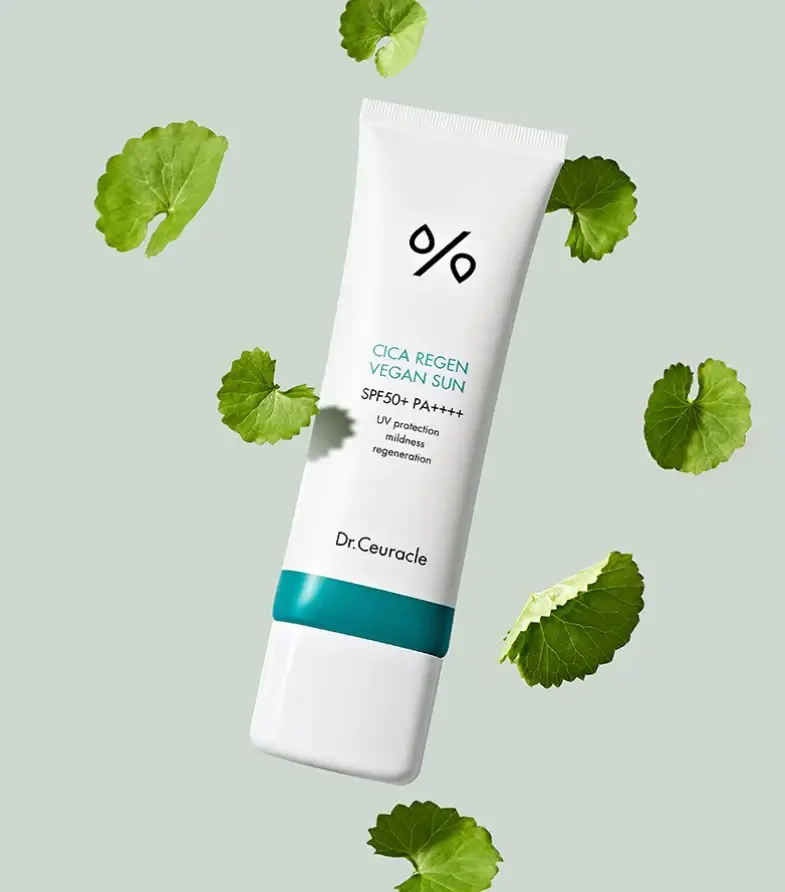 CICA REGEN
VEGAN SUN
SPF50+ PA++++
UV protection
mildness
regeneration
Dr.Ceuracle